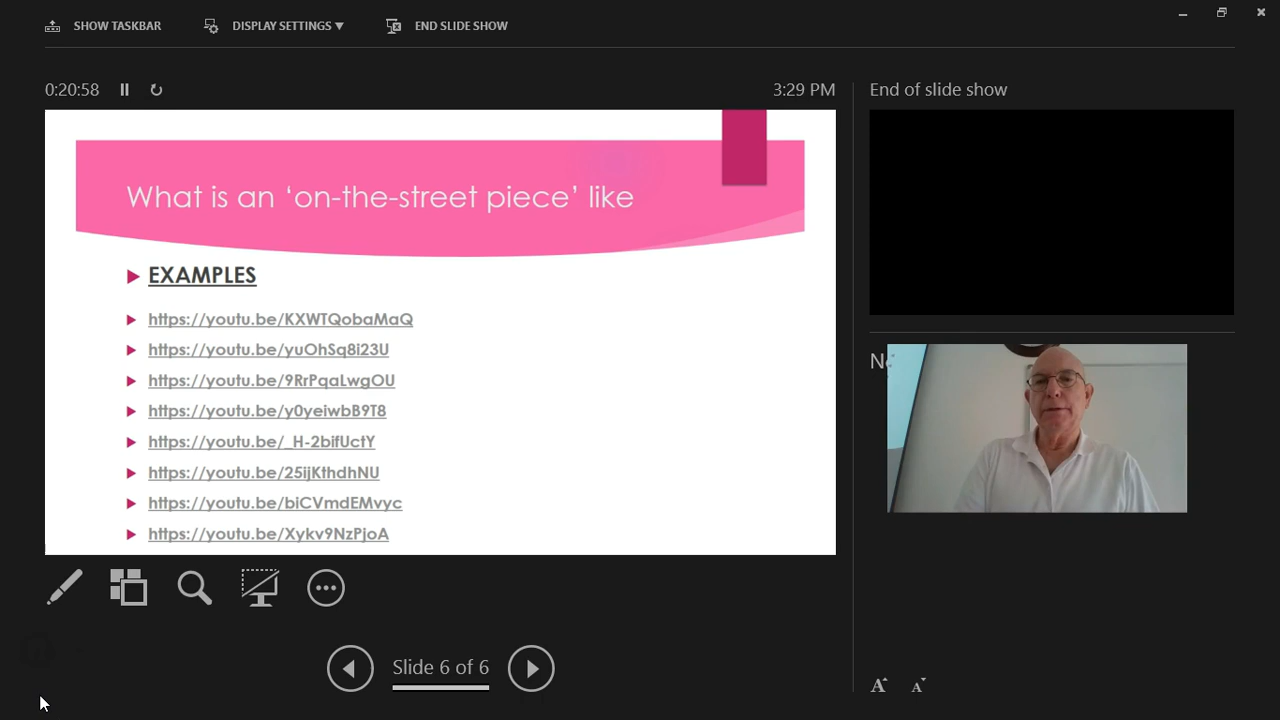 SHOW TASKBAR
DISPLAY SETTINGS ▼
END SLIDE SHOW
0:20:58
3:29 PM
End of slide show
What is an ‘on-the-street piece’ like
EXAMPLES
https://youtu.be/KXWTQobaMaQ
https://youtu.be/yuOhSq8i23U
https://youtu.be/9RrPqaLwgOU
https://youtu.be/y0yeiwbB9T8
https://youtu.be/_H-2bifUctY
https://youtu.be/25ijKthdhNU
https://youtu.be/biCVmdEMvyc
https://youtu.be/Xykv9NzPjoA
Slide 6 of 6
A A